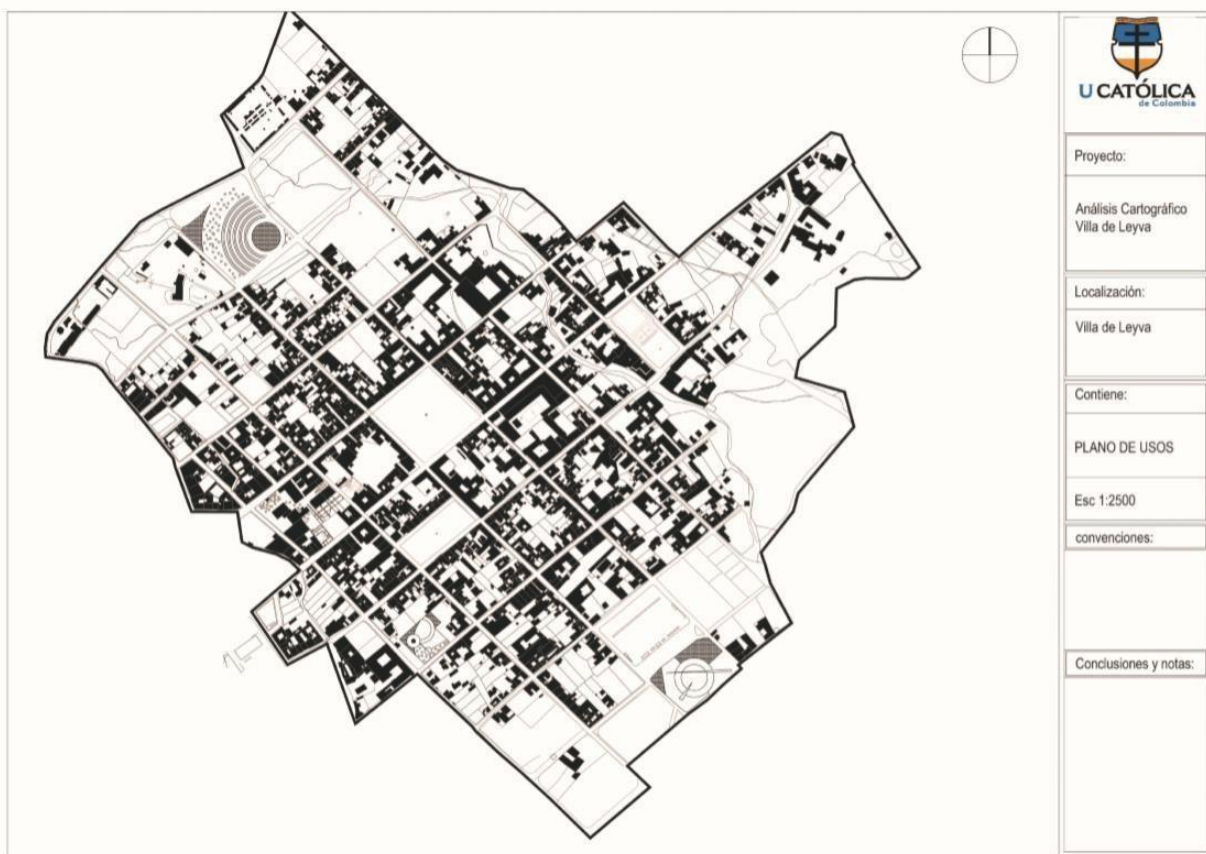 U CATÓLICA
de Colombia
Proyecto:
Análisis Cartográfico
Villa de Leyva
Localización:
Villa de Leyva
Contiene:
PLANO DE USOS
Esc 1:2500
convenciones:
Conclusiones y notas: